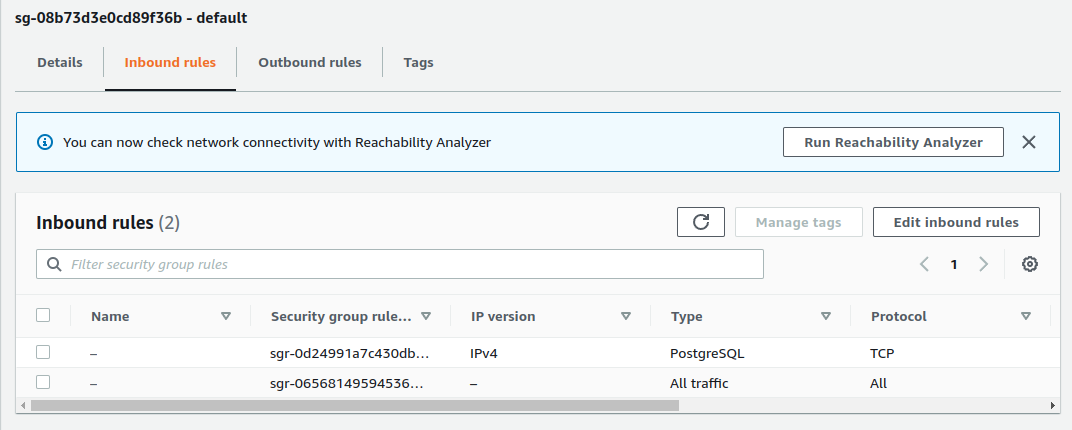 sg-08b73d3e0cd89f36b - default
Details Inbound rules Outbound rules Tags
You can now check network connectivity with Reachability Analyzer Run Reachability Analyzer
Inbound rules (2) Manage tags Edit inbound rules
Filter security group rules 1
Name Security group rule... IP version Type Protocol
– sgr-0d24991a7c430db... IPv4 PostgreSQL TCP
– sgr-06568149594536... – All traffic All